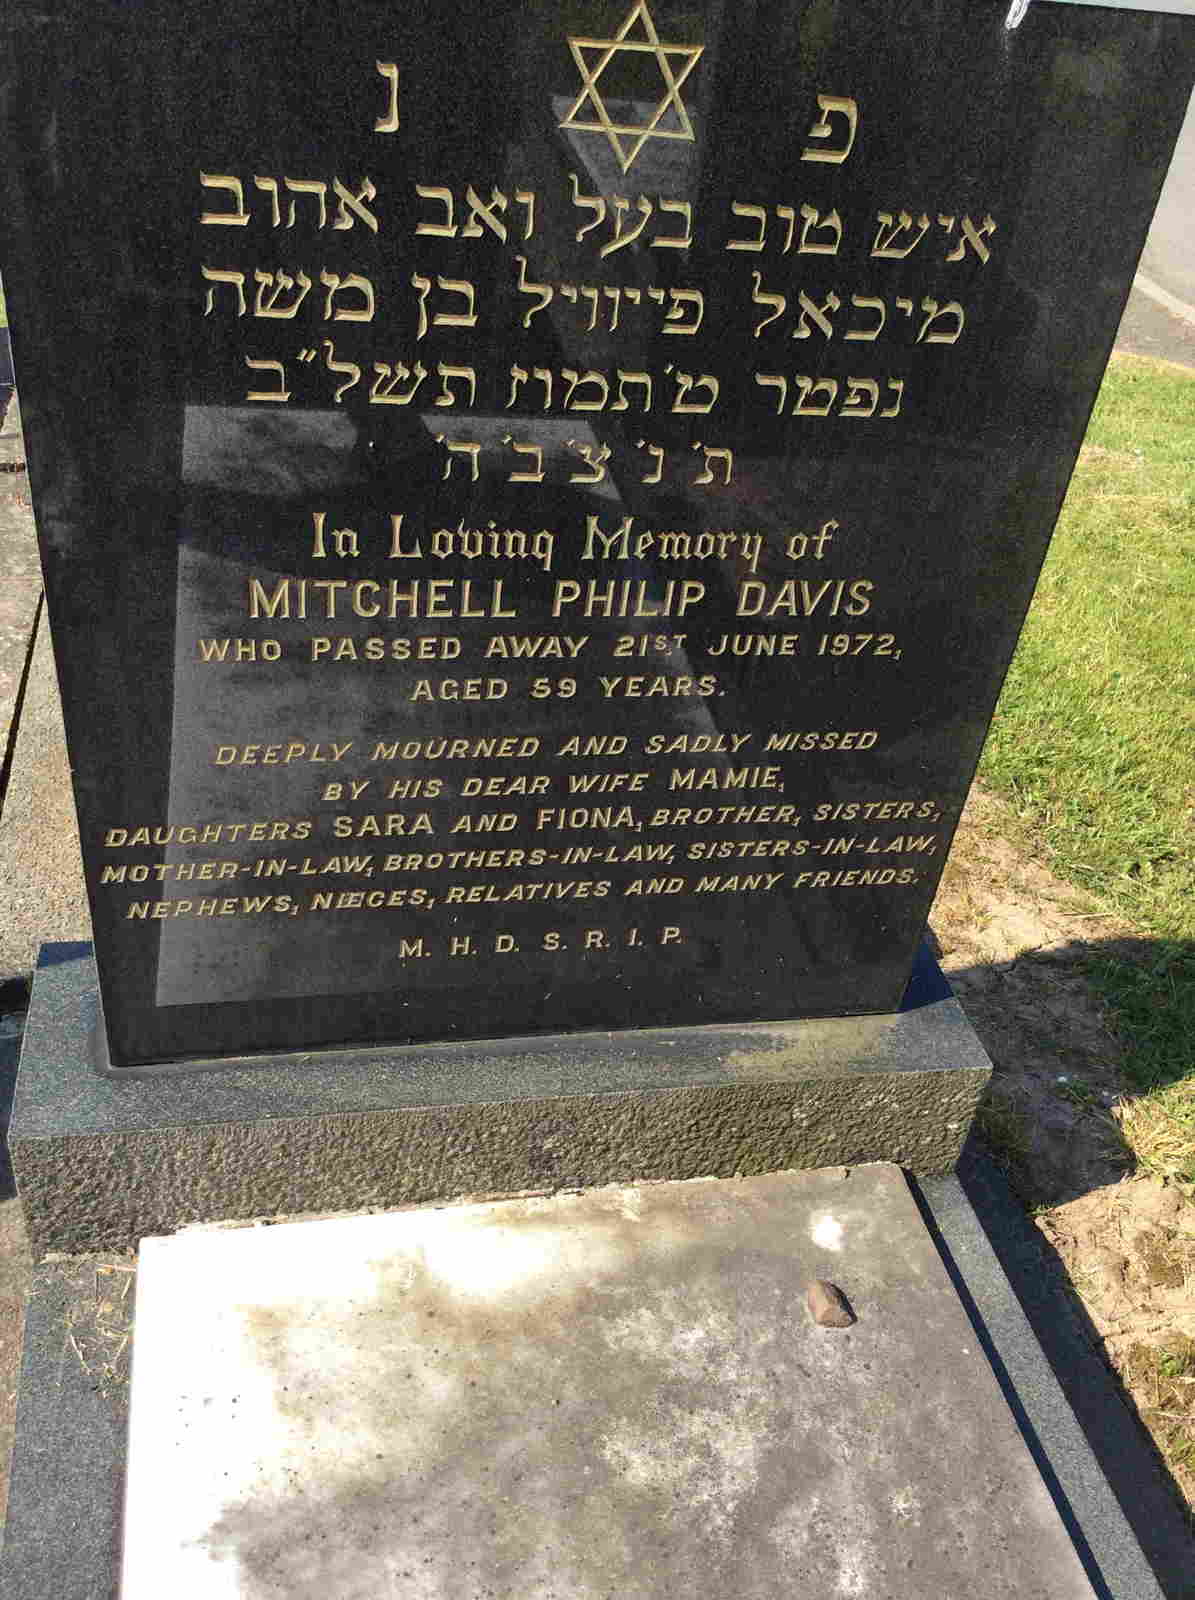 פ נ
איש טוב בעל ואב אהוב
מיכאל פייוויל בן משה
נפטר ט׳ תמוז תשל״ב
ת׳ נ׳ צ׳ ב׳ ה׳
In Loving Memory of
MITCHELL PHILIP DAVIS
WHO PASSED AWAY 21ST JUNE 1972,
AGED 59 YEARS.
DEEPLY MOURNED AND SADLY MISSED
BY HIS DEAR WIFE MAMIE,
DAUGHTERS SARA AND FIONA, BROTHER, SISTERS,
MOTHER-IN-LAW, BROTHERS-IN-LAW, SISTERS-IN-LAW,
NEPHEWS, NIECES, RELATIVES AND MANY FRIENDS.
M. H. D. S. R. I. P.